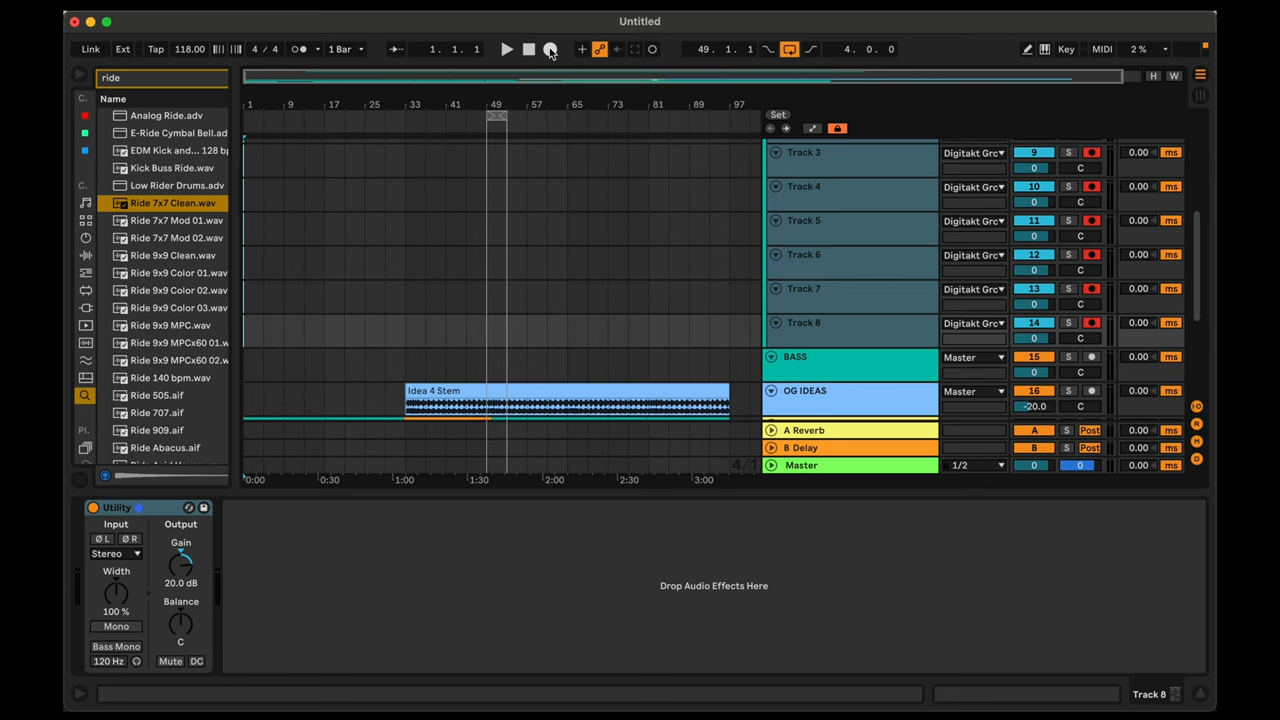 Untitled
Link Ext Tap 118.00 4 / 4 1 Bar 1. 1. 1 49. 1. 1 4. 0. 0 Key MIDI 2 %
ride H W
C. Name 1 9 17 25 33 41 49 57 65 73 81 89 97
Set
Analog Ride.adv
E-Ride Cymbal Bell.ad
EDM Kick and... 128 b
Kick Buss Ride.wav
C. Low Rider Drums.adv
Ride 7x7 Clean.wav
Ride 7x7 Mod 01.wav
Ride 7x7 Mod 02.wav
Ride 9x9 Clean.wav
Ride 9x9 Color 01.wav
Ride 9x9 Color 02.wav
Ride 9x9 Color 03.wav
Ride 9x9 MPC.wav
Ride 9x9 MPCx60 01.w
Ride 9x9 MPCx60 02.w
Ride 140 bpm.wav
Ride 505.aif
Ride 707.aif
Pl. Ride 909.aif
Ride Abacus.aif
Track 3 Digitakt Grc 9 S 0.00 ms
0 C
Track 4 Digitakt Grc 10 S 0.00 ms
0 C
Track 5 Digitakt Grc 11 S 0.00 ms
0 C
Track 6 Digitakt Grc 12 S 0.00 ms
0 C
Track 7 Digitakt Grc 13 S 0.00 ms
0 C
Track 8 Digitakt Grc 14 S 0.00 ms
0 C
BASS Master 15 S 0.00 ms
0 C
Idea 4 Stem OG IDEAS Master 16 S 0.00 ms
-20.0 C
A Reverb A S Post
B Delay B S Post
4/1 Master 1/2 0 0
0:00 0:30 1:00 1:30 2:00 2:30 3:00
Utility
Input Output
Ø L Ø R Gain
Stereo
Width 20.0 dB
Drop Audio Effects Here
Balance
100 %
Mono C
Bass Mono
120 Hz Mute DC
Track 8